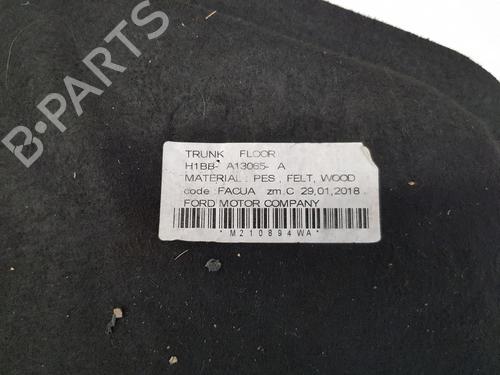 B-PARTS
TRUNK FLOOR
H1BB- A13065- A
MATERIAL . PES , FELT, WOOD
code :FACUA zm.C 29,01,2018
FORD MOTOR COMPANY
*M210894WA*